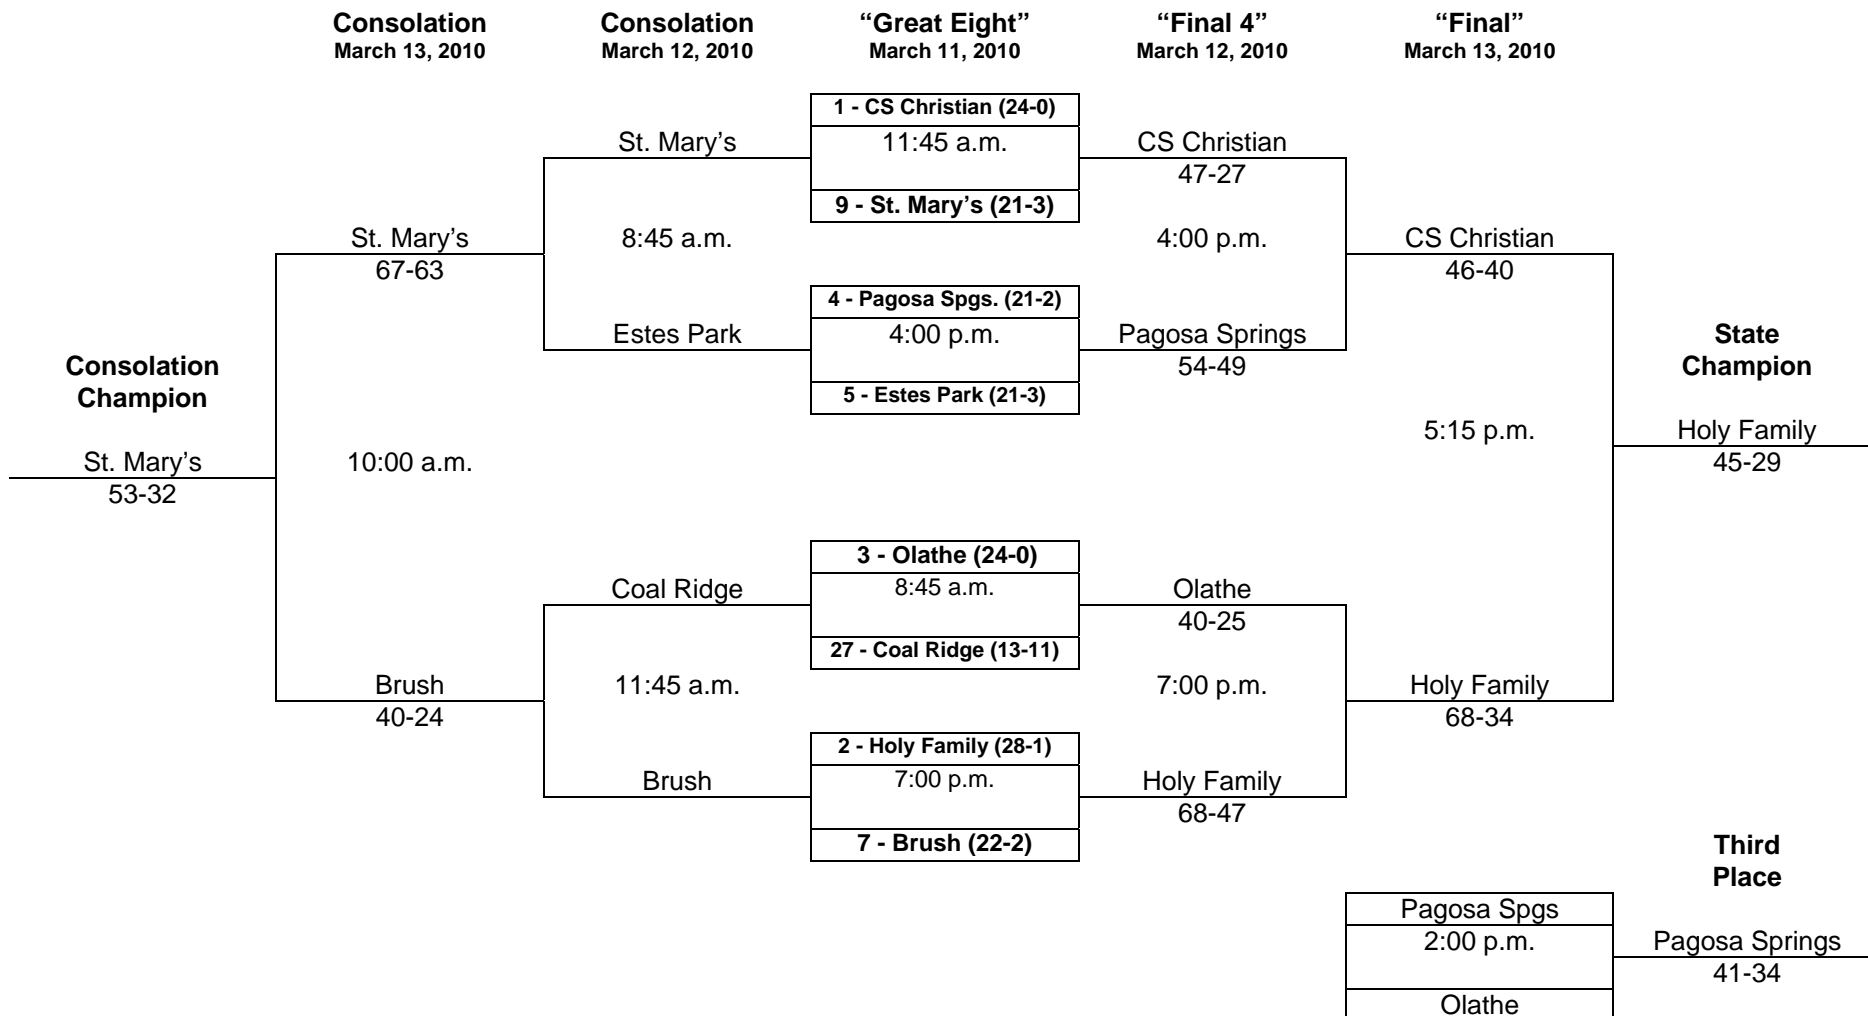 Consolation
March 13, 2010
Consolation
March 12, 2010
“Great Eight”
March 11, 2010
“Final 4”
March 12, 2010
“Final”
March 13, 2010
1 - CS Christian (24-0)
St. Mary’s
11:45 a.m.
CS Christian
47-27
9 - St. Mary’s (21-3)
St. Mary’s
67-63
8:45 a.m.
4:00 p.m.
CS Christian
46-40
4 - Pagosa Spgs. (21-2)
Estes Park
4:00 p.m.
Pagosa Springs
54-49
5 - Estes Park (21-3)
Consolation
Champion
State
Champion
St. Mary’s
53-32
10:00 a.m.
5:15 p.m.
Holy Family
45-29
3 - Olathe (24-0)
Coal Ridge
8:45 a.m.
Olathe
40-25
27 - Coal Ridge (13-11)
Brush
40-24
11:45 a.m.
7:00 p.m.
Holy Family
68-34
2 - Holy Family (28-1)
Brush
7:00 p.m.
Holy Family
68-47
7 - Brush (22-2)
Third
Place
Pagosa Spgs
2:00 p.m.
Pagosa Springs
41-34
Olathe